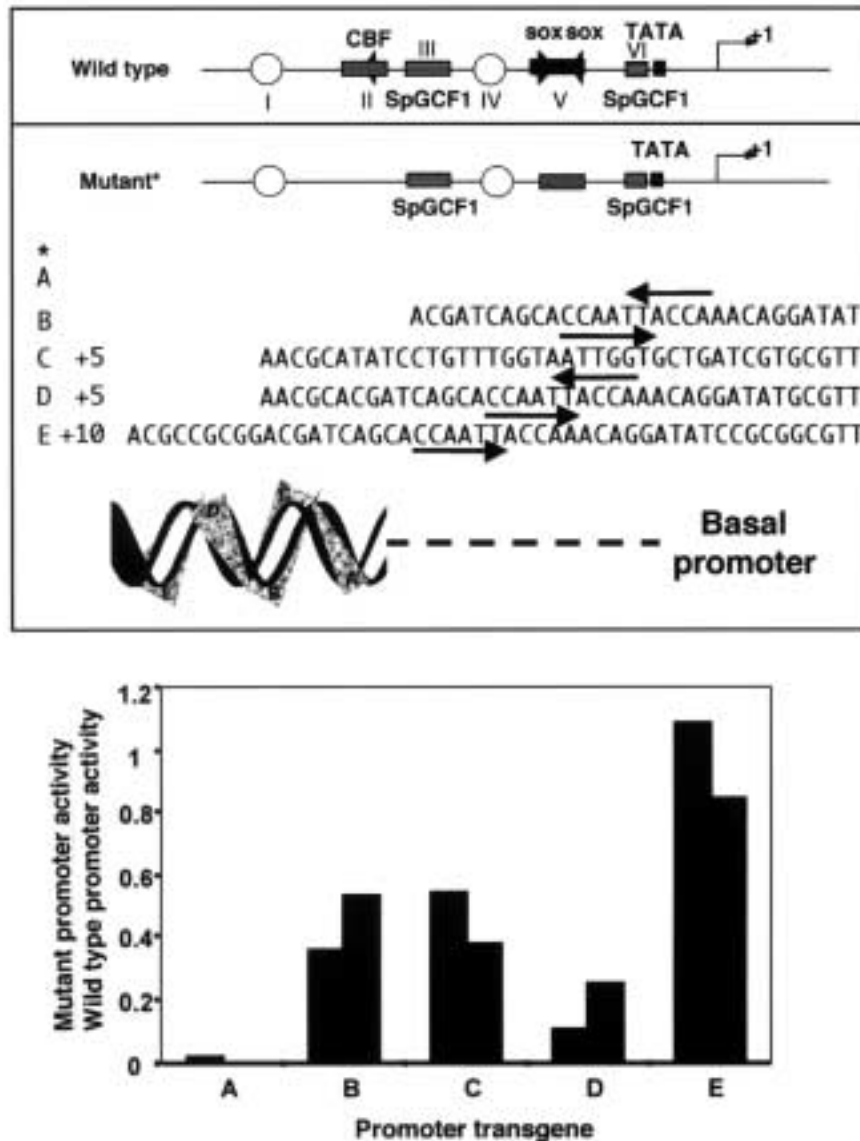 CBF III sox sox TATA VI +1
Wild type
I II SpGCF1 IV V SpGCF1
TATA +1
Mutant*
SpGCF1 SpGCF1
*
A
B ACGATCAGCACCAATTACCAAACAGGATAT
C +5 AACGCATATCCTGTTTGGTAATTGGTGCTGATCGTGCGTT
D +5 AACGCACGATCAGCACCAATTACCAAACAGGATATGCGTT
E +10 ACGCCGCGGACGATCAGCACCAATTACCAAACAGGATATCCGCGGCGTT
Basal
promoter
Mutant promoter activity
Wild type promoter activity
1.2
1
0.8
0.6
0.4
0.2
0
A B C D E
Promoter transgene